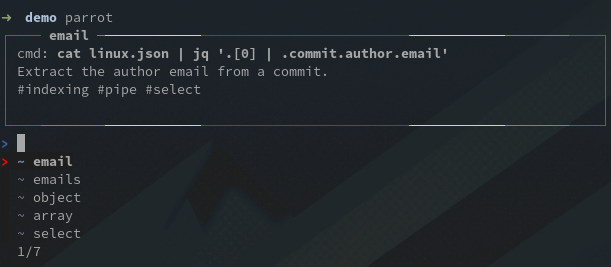 ➜ demo parrot
email
cmd: cat linux.json | jq '.[0] | .commit.author.email'
Extract the author email from a commit.
#indexing #pipe #select
>
> ~ email
~ emails
~ object
~ array
~ select
1/7